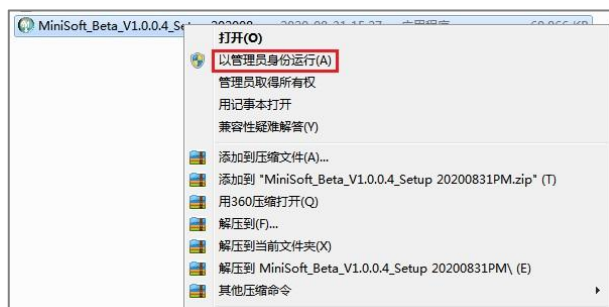 MiniSoft_Beta_V1.0.0.4_Se
打开(O)
以管理员身份运行(A)
管理员取得所有权
用记事本打开
兼容性疑难解答(Y)
添加到压缩文件(A)...
添加到 "MiniSoft_Beta_V1.0.0.4_Setup 20200831PM.zip" (T)
用360压缩打开(Q)
解压到(F)...
解压到当前文件夹(X)
解压到 MiniSoft_Beta_V1.0.0.4_Setup 20200831PM\ (E)
其他压缩命令